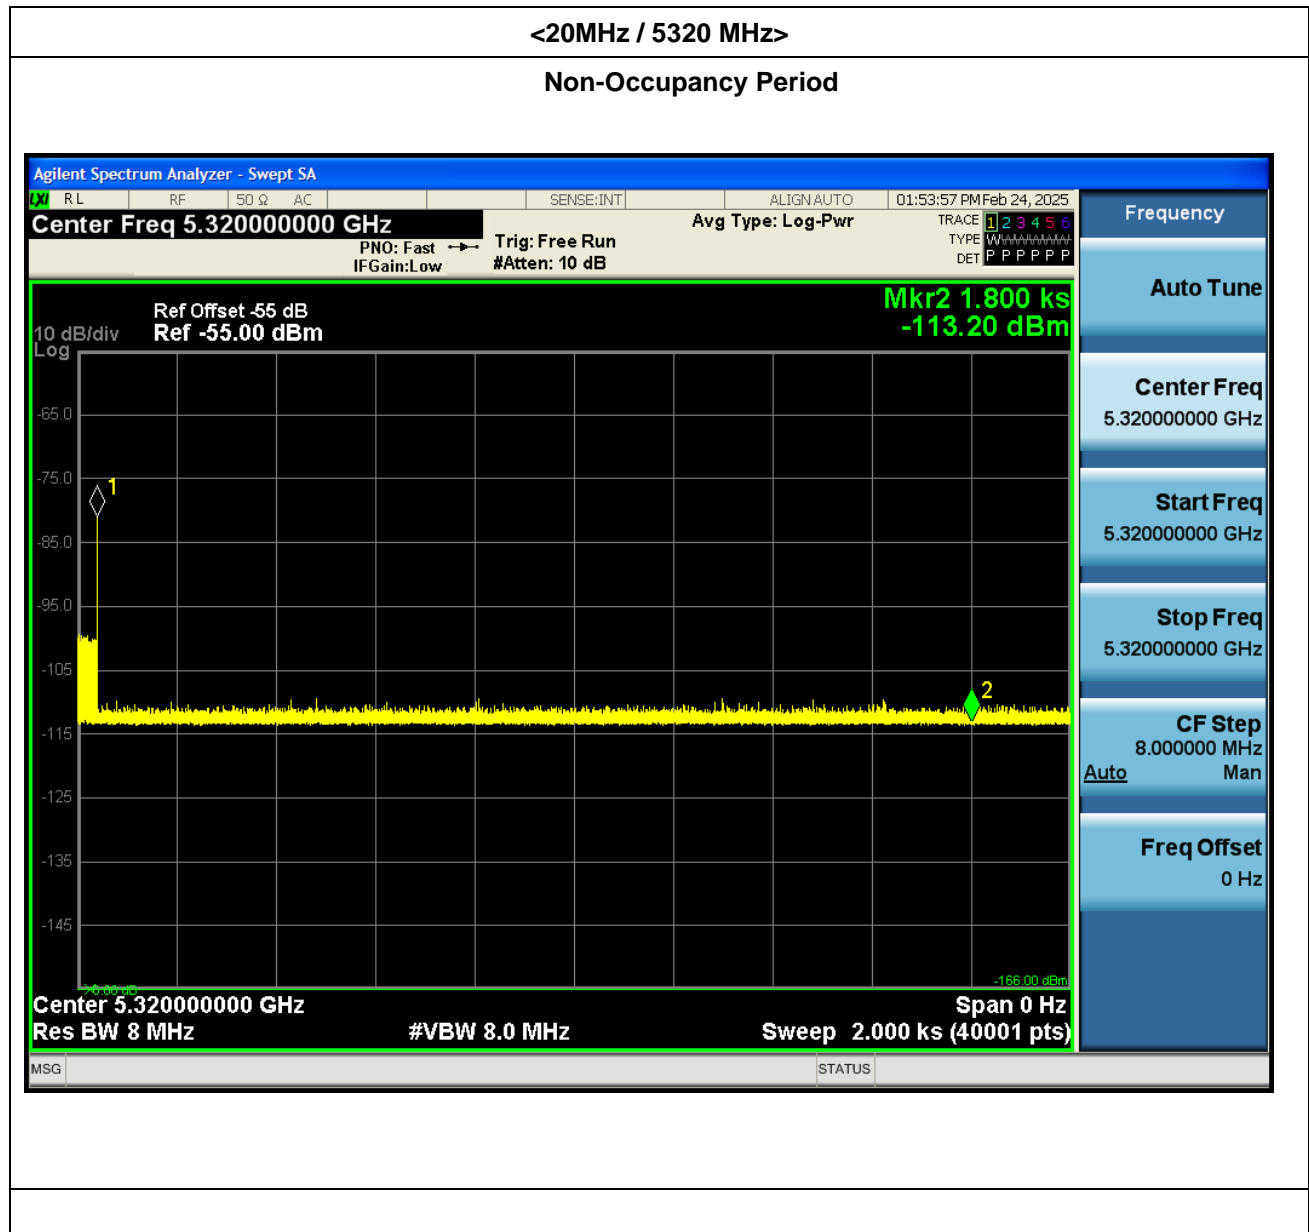 <20MHz / 5320 MHz>
Non-Occupancy Period
Agilent Spectrum Analyzer - Swept SA
LXI RL RF 50 Ω AC SENSE:INT ALIGN AUTO 01:53:57 PM Feb 24, 2025
Center Freq 5.320000000 GHz
PNO: Fast
IFGain:Low
Trig: Free Run
#Atten: 10 dB
Avg Type: Log-Pwr
TRACE 1 2 3 4 5 6
TYPE WWWWWW
DET P P P P P P
Frequency
Ref Offset -55 dB
10 dB/div Ref -55.00 dBm
Log
Mkr2 1.800 ks
-113.20 dBm
Auto Tune
Center Freq
5.320000000 GHz
Start Freq
5.320000000 GHz
Stop Freq
5.320000000 GHz
CF Step
8.000000 MHz
Auto Man
Freq Offset
0 Hz
-65.0
-75.0
1
-85.0
-95.0
-105
2
-115
-125
-135
-145
-166.00 dBm
Center 5.320000000 GHz Span 0 Hz
Res BW 8 MHz #VBW 8.0 MHz Sweep 2.000 ks (40001 pts)
MSG STATUS